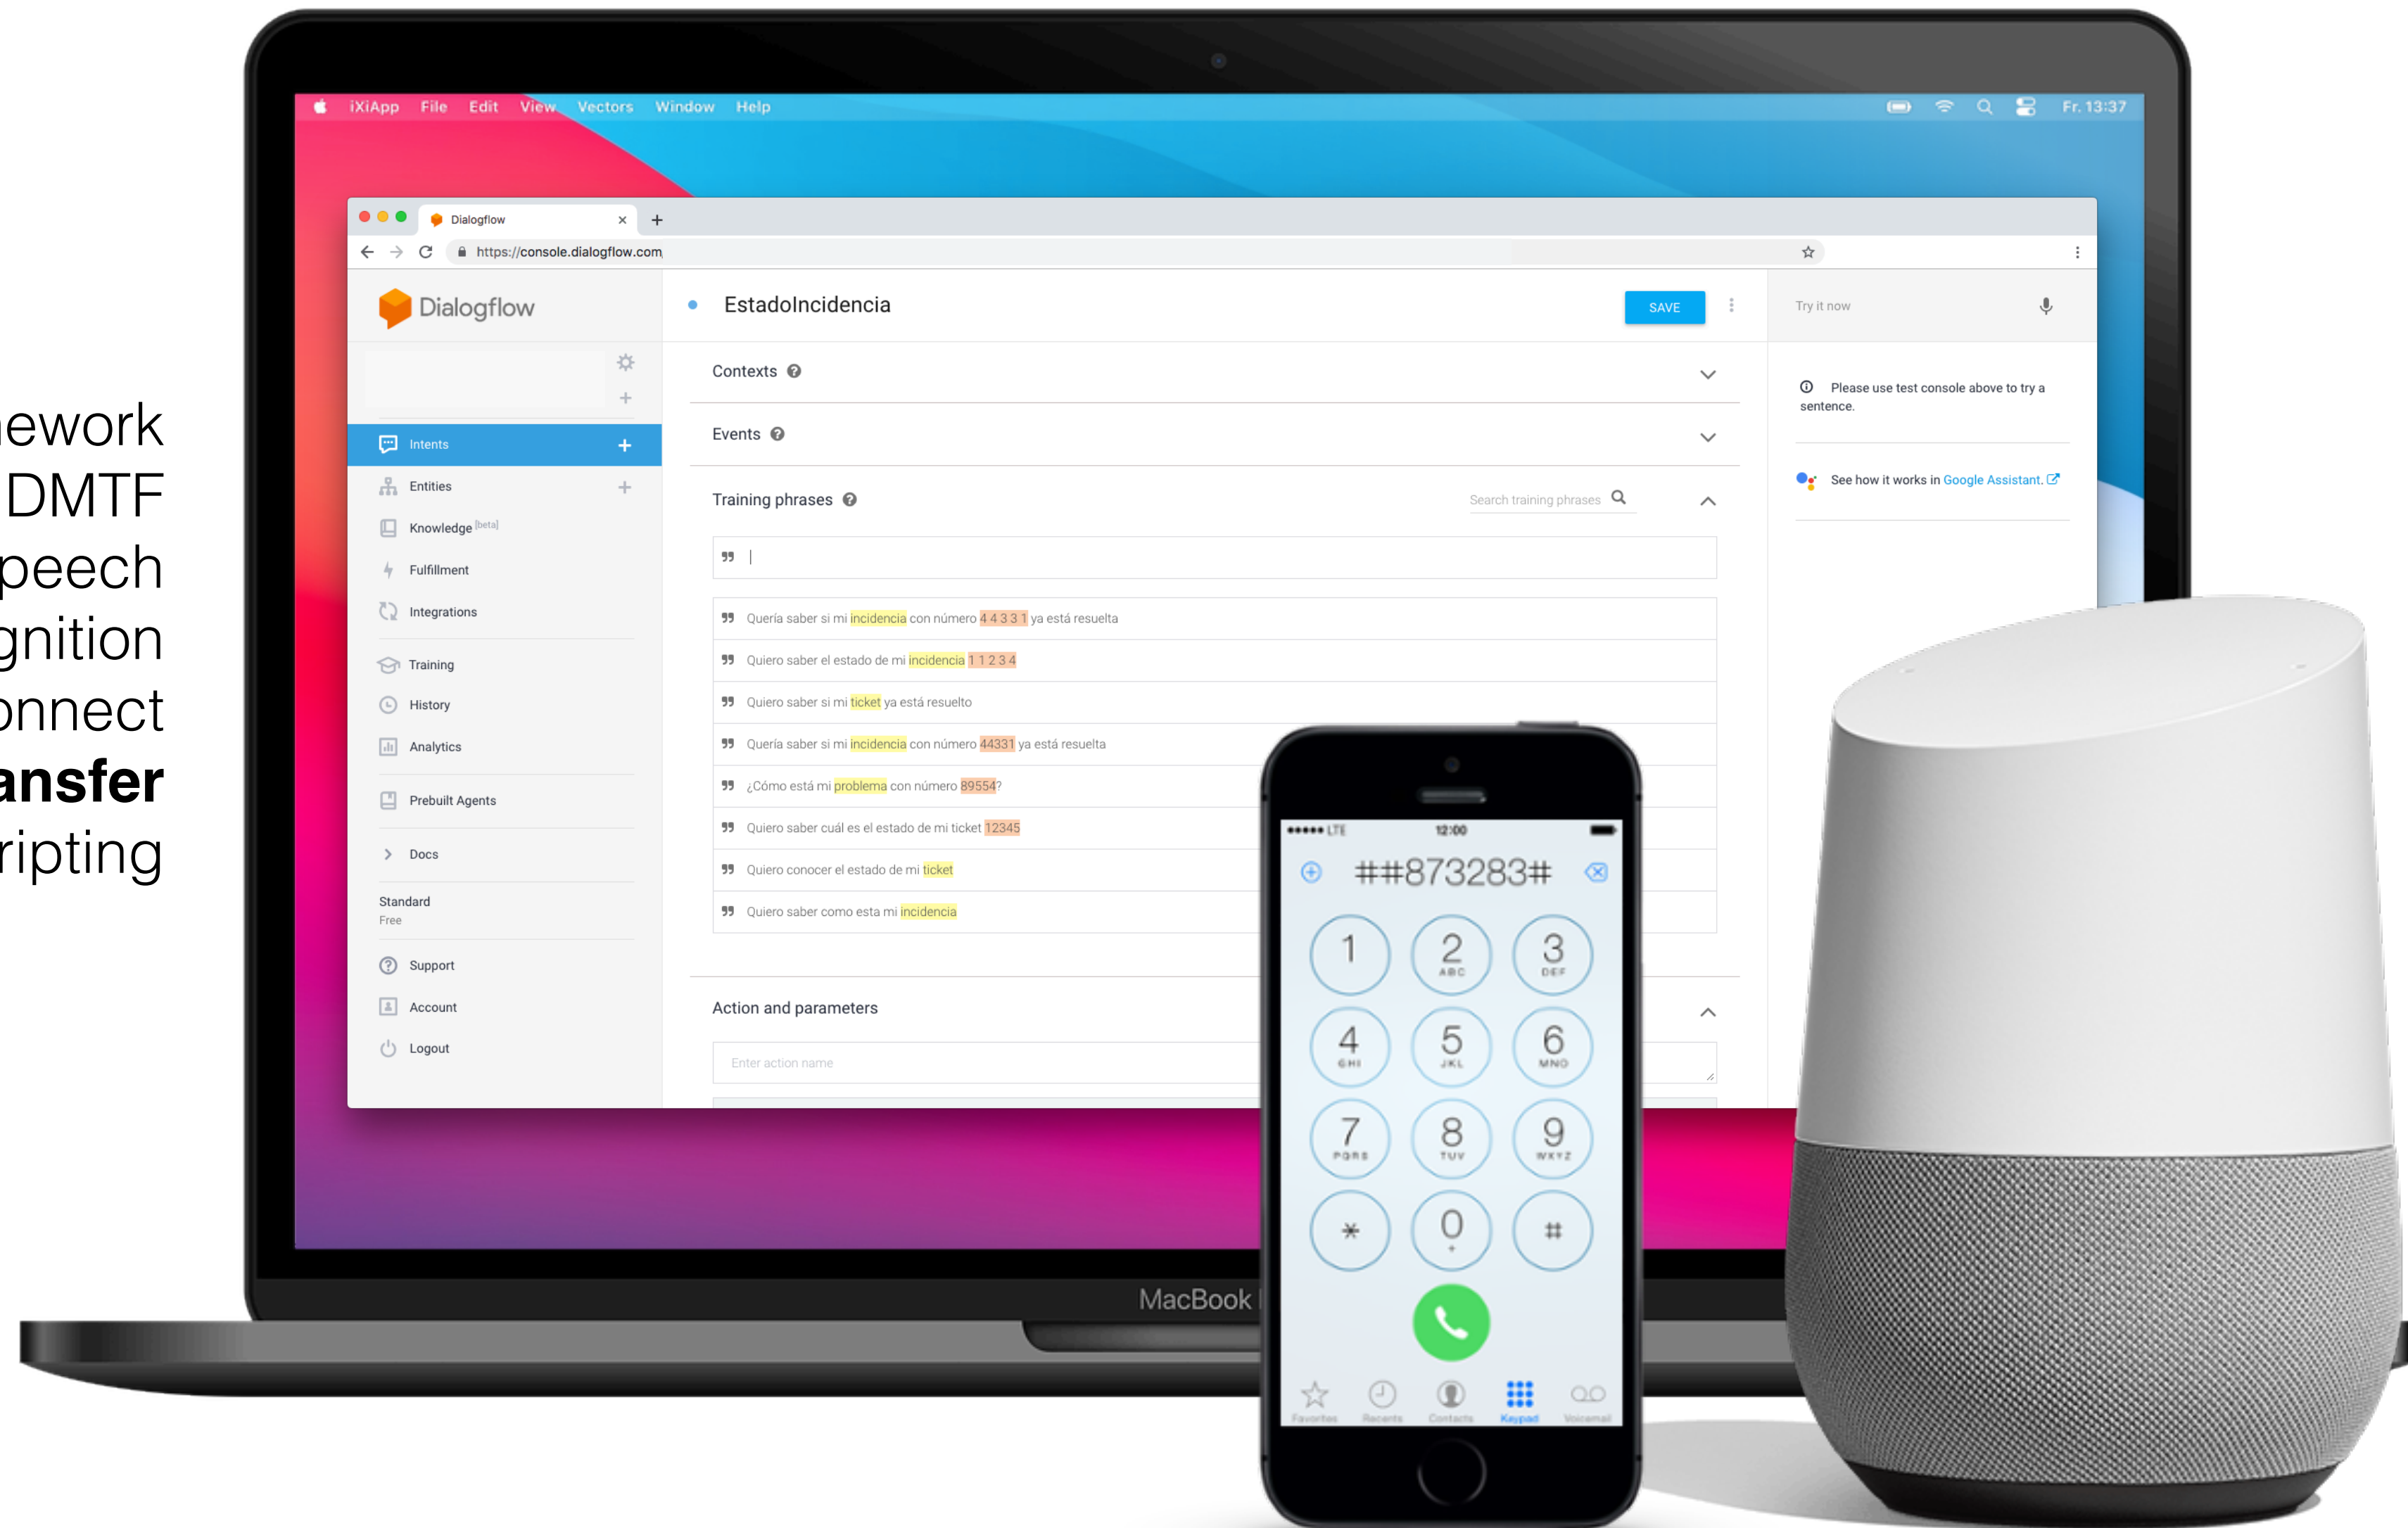 ework
DMTF
peech
gnition
onnect
ansfer
ripting
iXiApp File Edit View Vectors Window Help
Fr. 13:37
Dialogflow
https://console.dialogflow.com/
Dialogflow
Intents
Entities
Knowledge [beta]
Fulfillment
Integrations
Training
History
Analytics
Prebuilt Agents
Docs
Standard
Free
Support
Account
Logout
EstadoIncidencia
SAVE
Contexts
Events
Training phrases
Search training phrases
Quería saber si mi incidencia con número 4 4 3 3 1 ya está resuelta
Quiero saber el estado de mi incidencia 1 1 2 3 4
Quiero saber si mi ticket ya está resuelto
Quería saber si mi incidencia con número 44331 ya está resuelta
¿Cómo está mi problema con número 89554?
Quiero saber cuál es el estado de mi ticket 12345
Quiero conocer el estado de mi ticket
Quiero saber como esta mi incidencia
Action and parameters
Enter action name
Try it now
Please use test console above to try a
sentence.
See how it works in Google Assistant.
MacBook
LTE 12:00
##873283#
1 2 3
ABC DEF
4 5 6
GHI JKL MNO
7 8 9
PQRS TUV WXYZ
* 0 #
+
Favorites Recents Contacts Keypad Voicemail